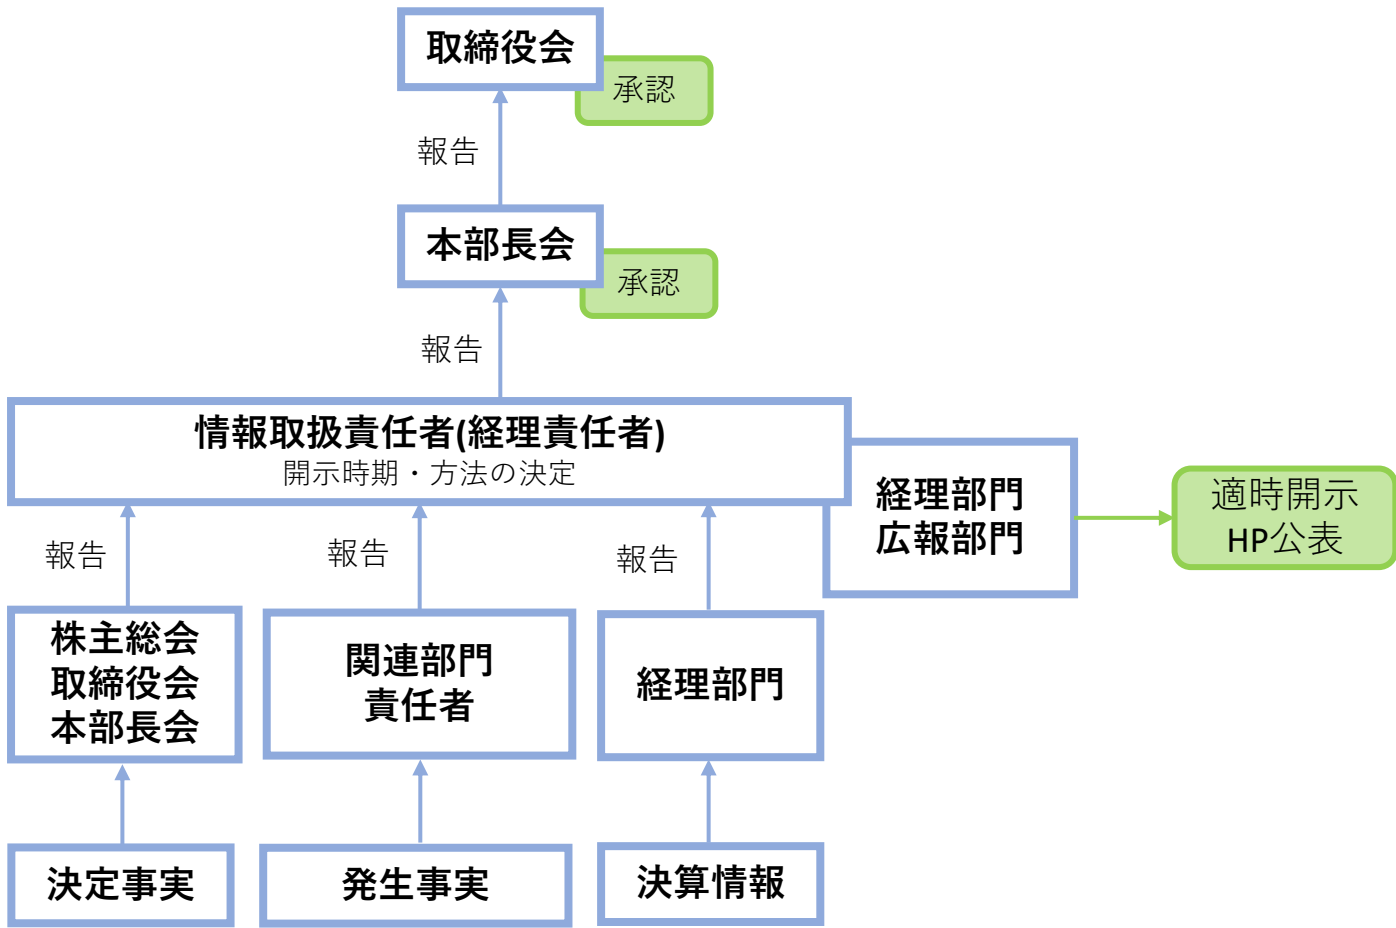 取締役会
承認
報告
本部長会
承認
報告
情報取扱責任者(経理責任者)
開示時期・方法の決定
経理部門
広報部門
適時開示
HP公表
報告
報告
報告
株主総会
取締役会
本部長会
関連部門
責任者
経理部門
決定事実
発生事実
決算情報